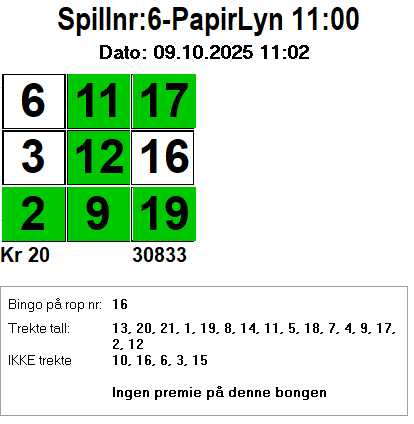 Spillnr:6-PapirLyn 11:00
Dato: 09.10.2025 11:02
6 11 17
3 12 16
2 9 19
Kr 20 30833
Bingo på rop nr: 16
Trekte tall: 13, 20, 21, 1, 19, 8, 14, 11, 5, 18, 7, 4, 9, 17,
2, 12
IKKE trekte 10, 16, 6, 3, 15
Ingen premie på denne bongen